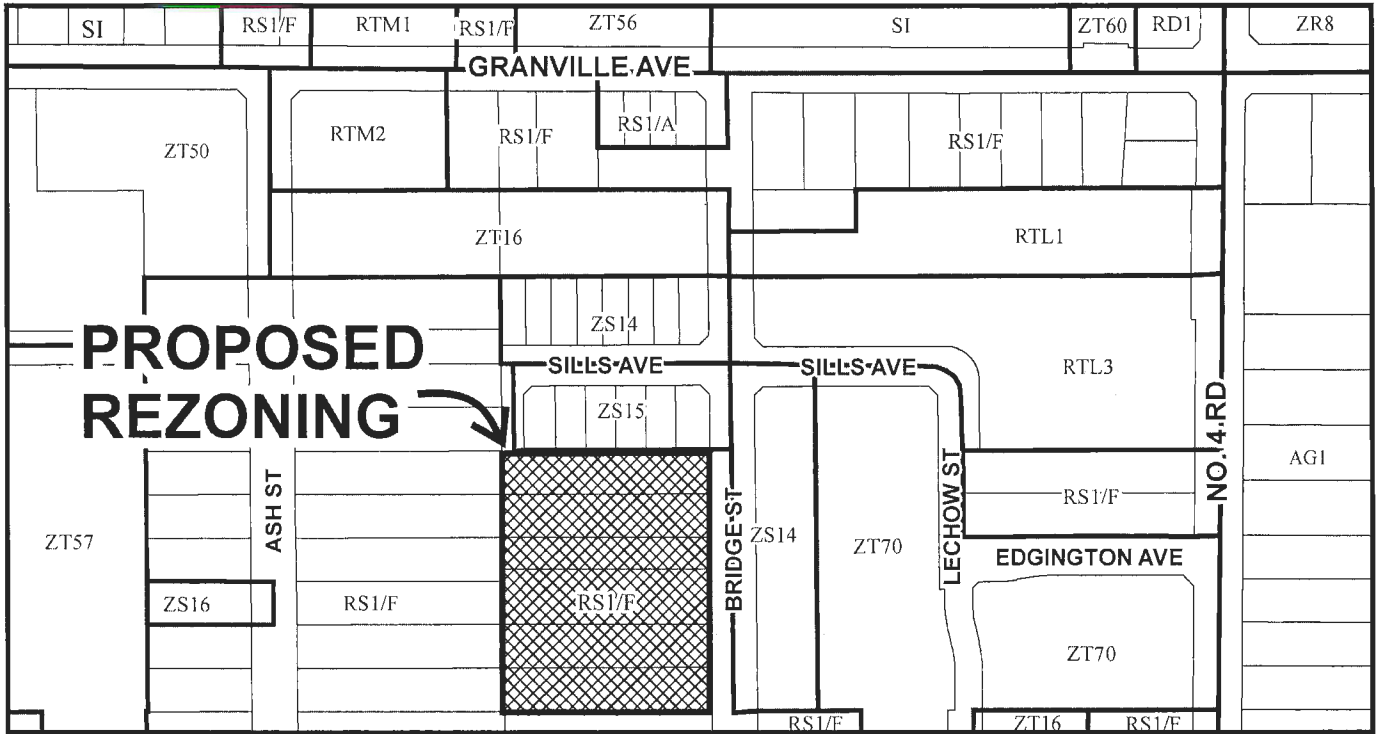 SI
RS1/F
RTM1
RS1/F
ZT56
SI
ZT60
RD1
ZR8
GRANVILLE AVE
ZT50
RTM2
RS1/F
RS1/A
RS1/F
ZT16
RTL1
ZS14
PROPOSED
REZONING
SILLS AVE
SILLS AVE
RTL3
ZS15
NO. 4 RD
AG1
RS1/F
ASH ST
BRIDGE ST
LECHOW ST
ZT57
ZS14
ZT70
EDGINGTON AVE
ZS16
RS1/F
RS1/F
ZT70
RS1/F
ZT16
RS1/F